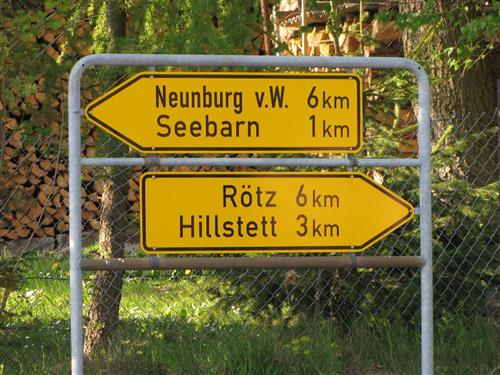 Neunburg v.W. 6 km
Seebarn 1 km
Rötz 6 km
Hillstett 3 km